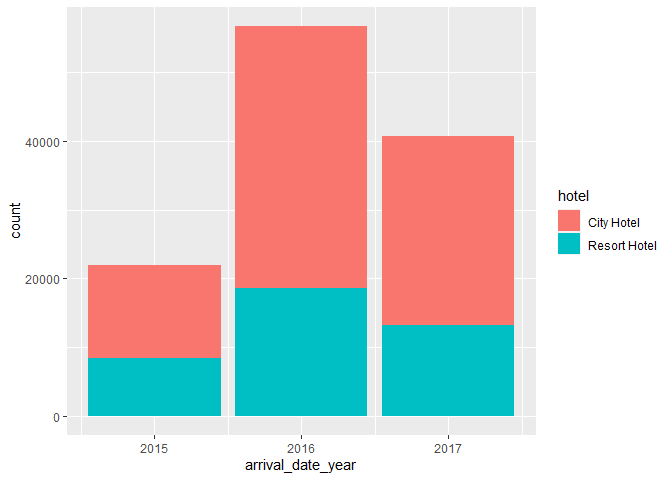 count
40000
20000
0
2015
2016
2017
arrival_date_year
hotel
City Hotel
Resort Hotel